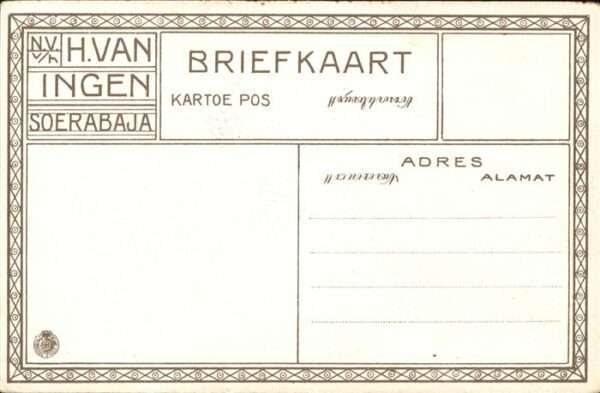 N.V. v/h H. VAN
INGEN
SOERABAJA
BRIEFKAART
KARTOE POS
ADRES
ALAMAT